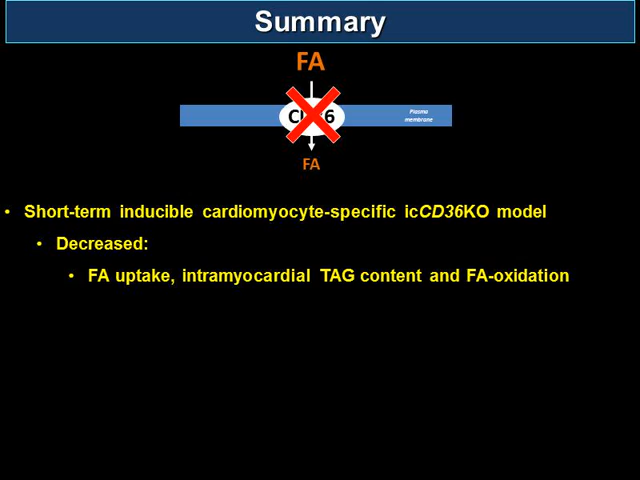 Summary
FA
Plasma
membrane
FA
• Short-term inducible cardiomyocyte-specific icCD36KO model
• Decreased:
• FA uptake, intramyocardial TAG content and FA-oxidation